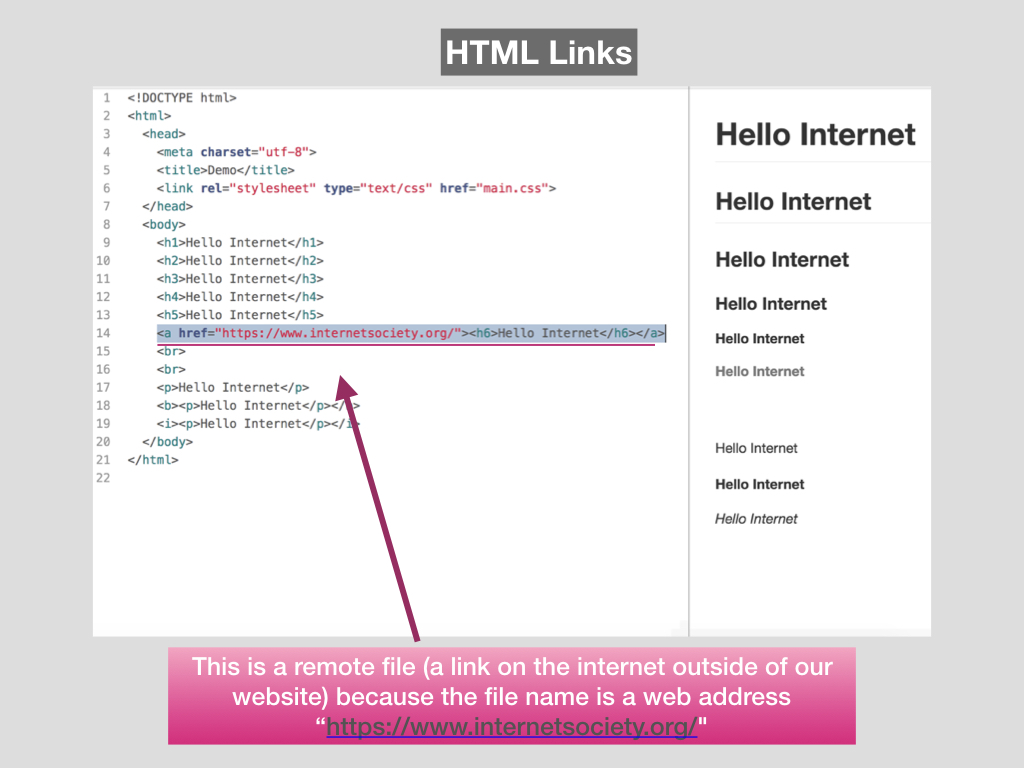 HTML Links
1 <!DOCTYPE html>
2 <html>
3 <head>
4 <meta charset="utf-8">
5 <title>Demo</title>
6 <link rel="stylesheet" type="text/css" href="main.css">
7 </head>
8 <body>
9 <h1>Hello Internet</h1>
10 <h2>Hello Internet</h2>
11 <h3>Hello Internet</h3>
12 <h4>Hello Internet</h4>
13 <h5>Hello Internet</h5>
14 <a href="https://www.internetsociety.org/"><h6>Hello Internet</h6></a>
15 <br>
16 <br>
17 <p>Hello Internet</p>
18 <b><p>Hello Internet</p></ >
19 <i><p>Hello Internet</p></i>
20 </body>
21 </html>
22
Hello Internet
Hello Internet
Hello Internet
Hello Internet
Hello Internet
Hello Internet
Hello Internet
Hello Internet
Hello Internet
This is a remote file (a link on the internet outside of our
website) because the file name is a web address
“https://www.internetsociety.org/"